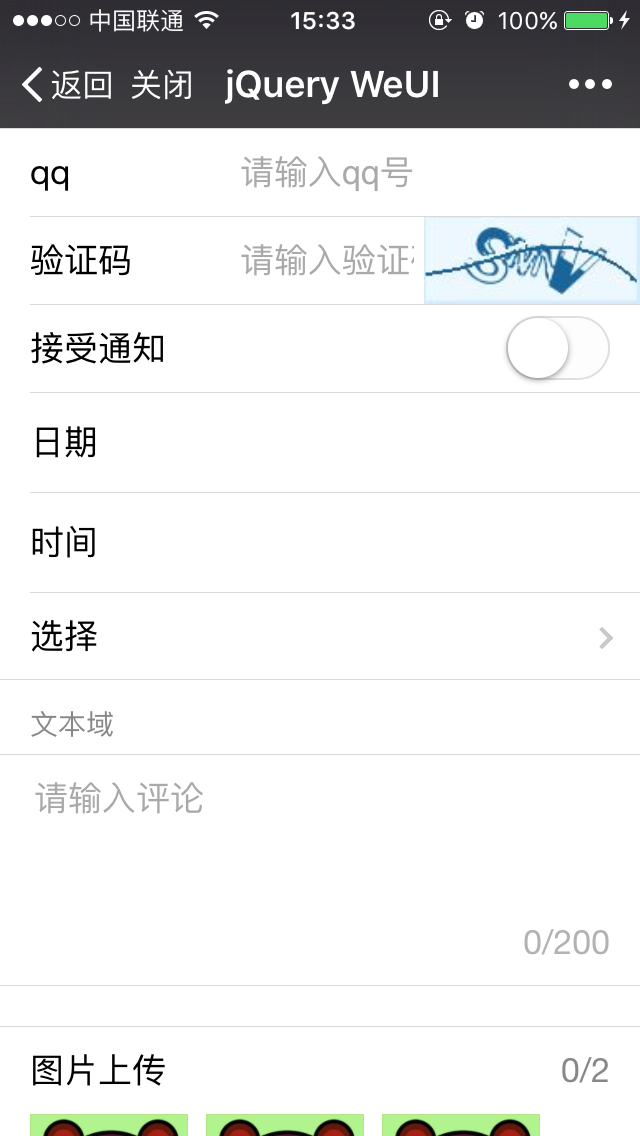 中国联通 15:33 100%
返回 关闭 jQuery WeUI
qq 请输入qq号
验证码 请输入验证
接受通知
日期
时间
选择
文本域
请输入评论
0/200
图片上传 0/2